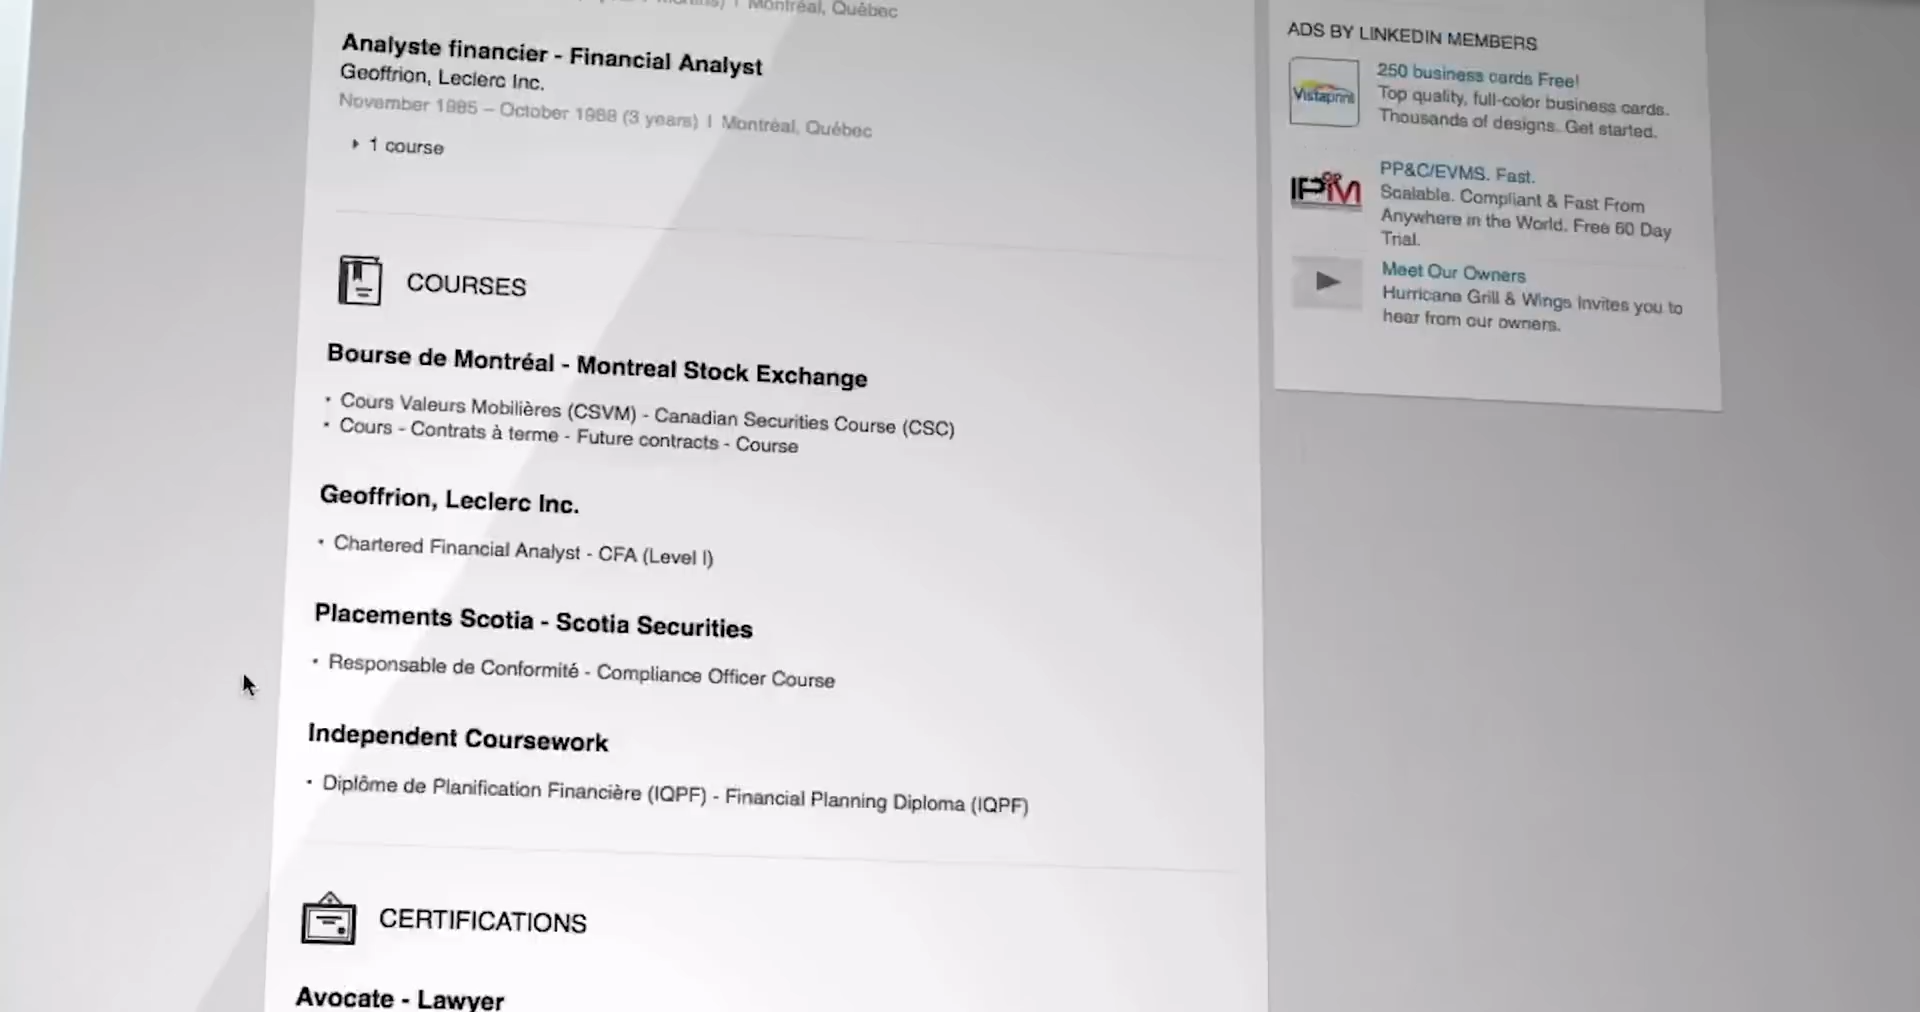 Montréal, Québec
Analyste financier - Financial Analyst
Geoffrion, Leclerc Inc.
November 1985 – October 1988 (3 years) | Montréal, Québec
1 course
COURSES
Bourse de Montréal - Montreal Stock Exchange
• Cours Valeurs Mobilières (CSVM) - Canadian Securities Course (CSC)
• Cours - Contrats à terme - Future contracts - Course
Geoffrion, Leclerc Inc.
• Chartered Financial Analyst - CFA (Level I)
Placements Scotia - Scotia Securities
• Responsable de Conformité - Compliance Officer Course
Independent Coursework
• Diplôme de Planification Financière (IQPF) - Financial Planning Diploma (IQPF)
CERTIFICATIONS
Avocate - Lawyer
ADS BY LINKEDIN MEMBERS
Vistaprint
250 business cards Free!
Top quality, full-color business cards.
Thousands of designs. Get started.
IPM
PP&C/EVMS. Fast.
Scalable. Compliant & Fast From
Anywhere in the World. Free 60 Day
Trial.
Meet Our Owners
Hurricane Grill & Wings invites you to
hear from our owners.